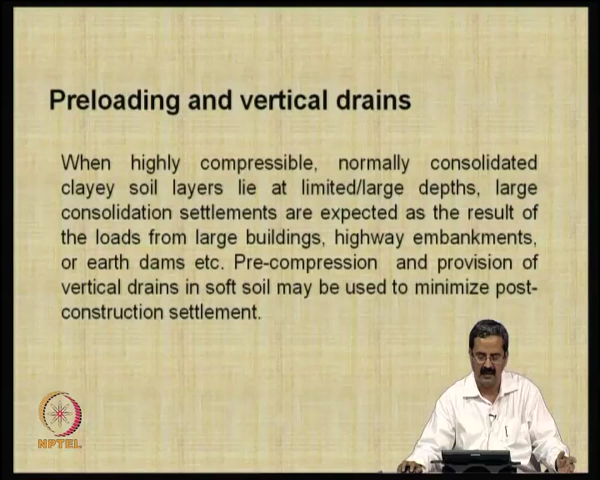 Preloading and vertical drains
When highly compressible, normally consolidated
clayey soil layers lie at limited/large depths, large
consolidation settlements are expected as the result of
the loads from large buildings, highway embankments,
or earth dams etc. Pre-compression and provision of
vertical drains in soft soil may be used to minimize post-
construction settlement.
NPTEL